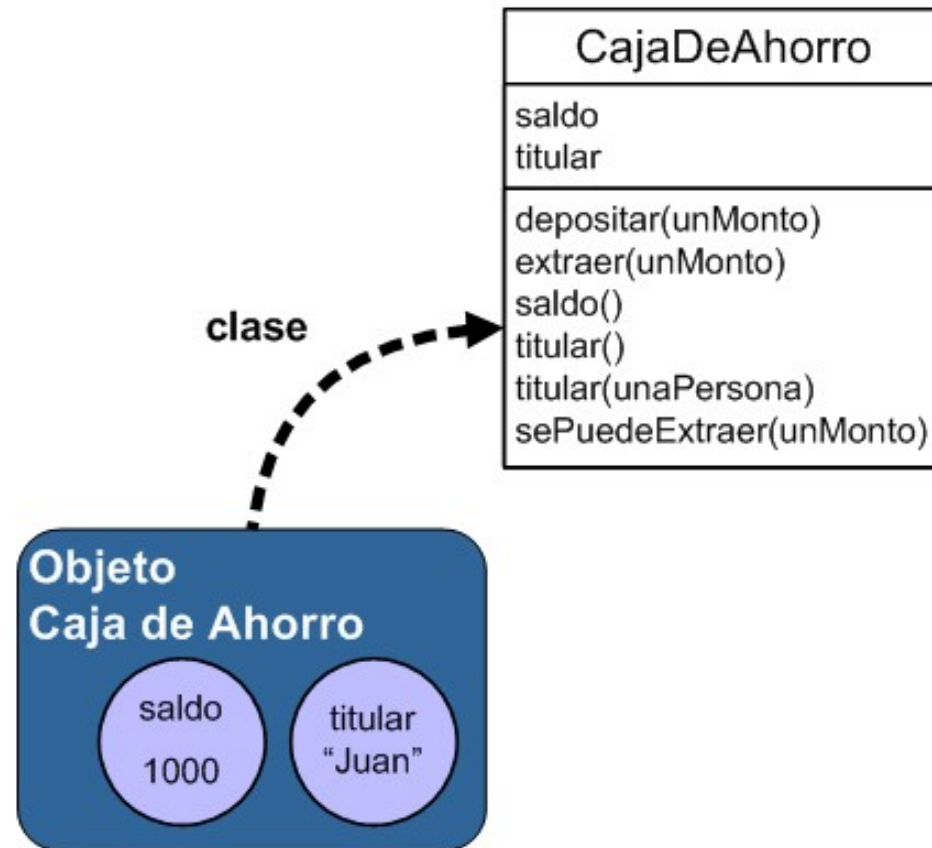 CajaDeAhorro
saldo
titular
depositar(unMonto)
extraer(unMonto)
saldo()
titular()
titular(unaPersona)
sePuedeExtraer(unMonto)
clase
Objeto
Caja de Ahorro
saldo
1000
titular
“Juan”